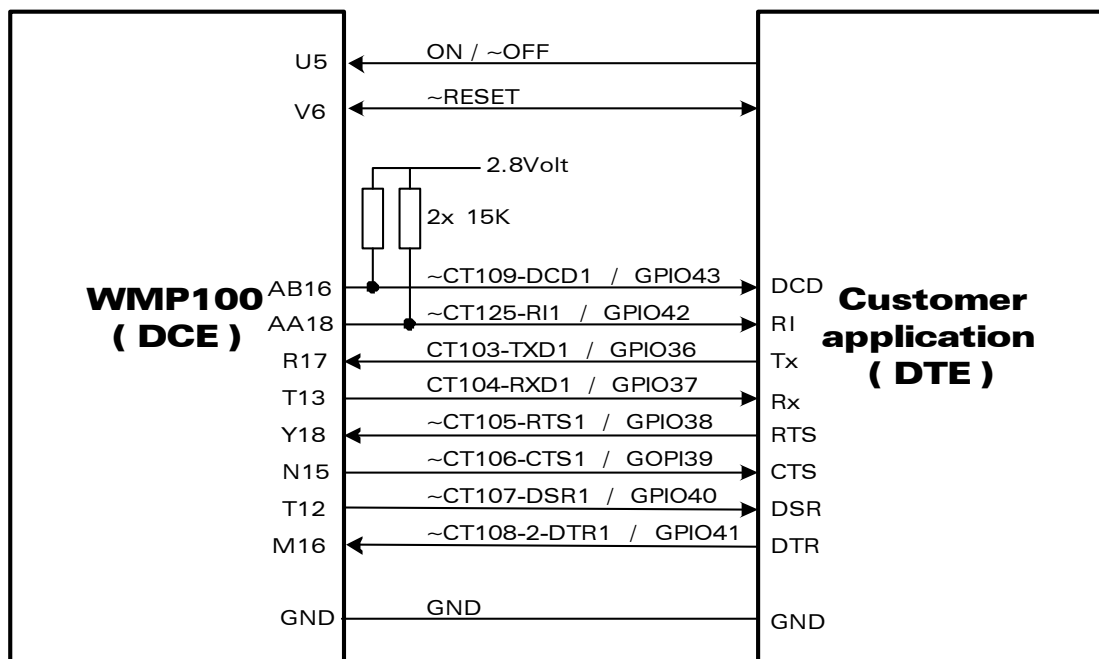 U5 ON / ~OFF
V6 ~RESET
2.8Volt
2x 15K
WMP100
( DCE )
Customer
application
( DTE )
AB16 ~CT109-DCD1 / GPIO43 DCD
AA18 ~CT125-RI1 / GPIO42 RI
R17 CT103-TXD1 / GPIO36 Tx
T13 CT104-RXD1 / GPIO37 Rx
Y18 ~CT105-RTS1 / GPIO38 RTS
N15 ~CT106-CTS1 / GOPI39 CTS
T12 ~CT107-DSR1 / GPIO40 DSR
M16 ~CT108-2-DTR1 / GPIO41 DTR
GND GND GND